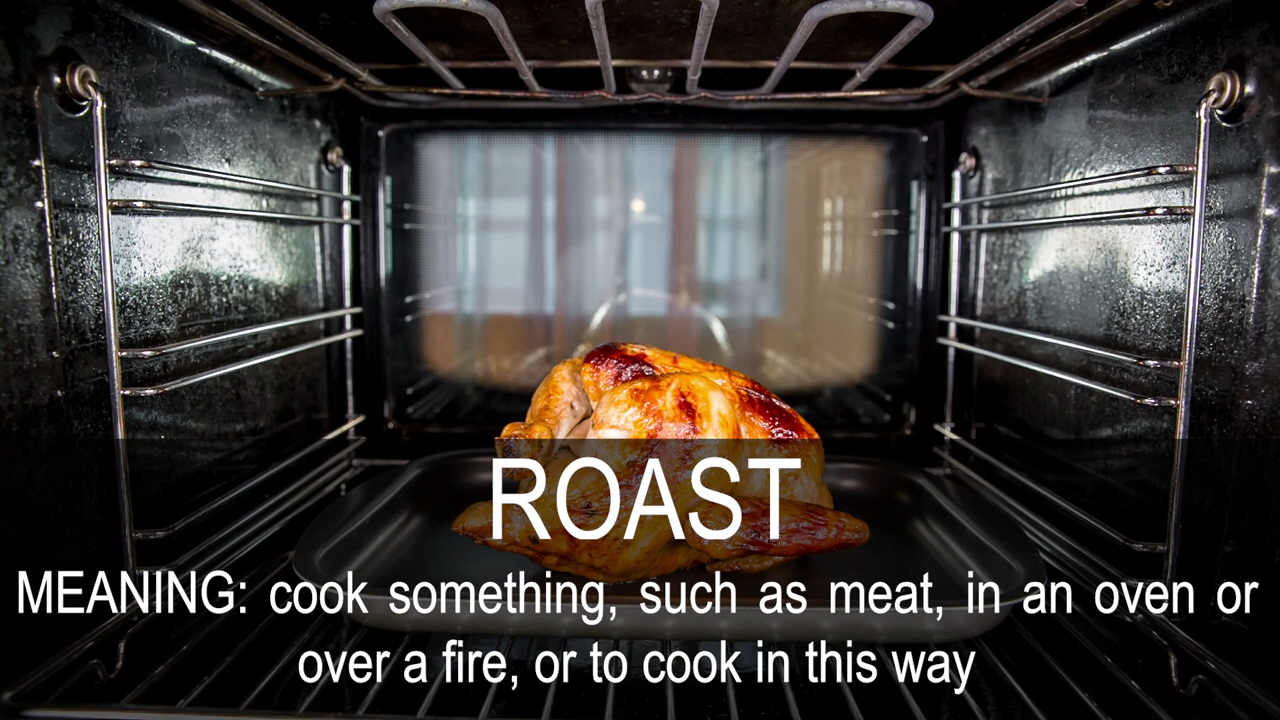 ROAST
MEANING: cook something, such as meat, in an oven or
over a fire, or to cook in this way